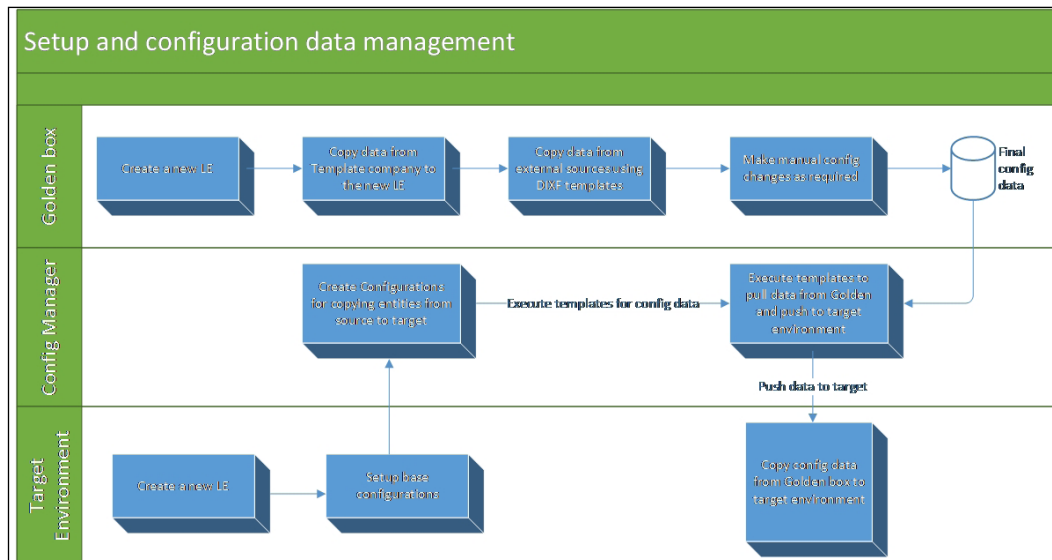 Setup and configuration data management
Golden box
Create a new LE
Copy data from
Template company
to the new LE
Copy data from
external sources using
DIXF templates
Make manual config
changes as required
Final
config
data
Config Manager
Create Configurations
for copying entities from
source to target
Execute templates for config data
Execute templates to
pull data from Golden
and push to target
environment
Push data to target
Target
Environment
Create a new LE
Setup base
configurations
Copy config data
from Golden box to
target environment